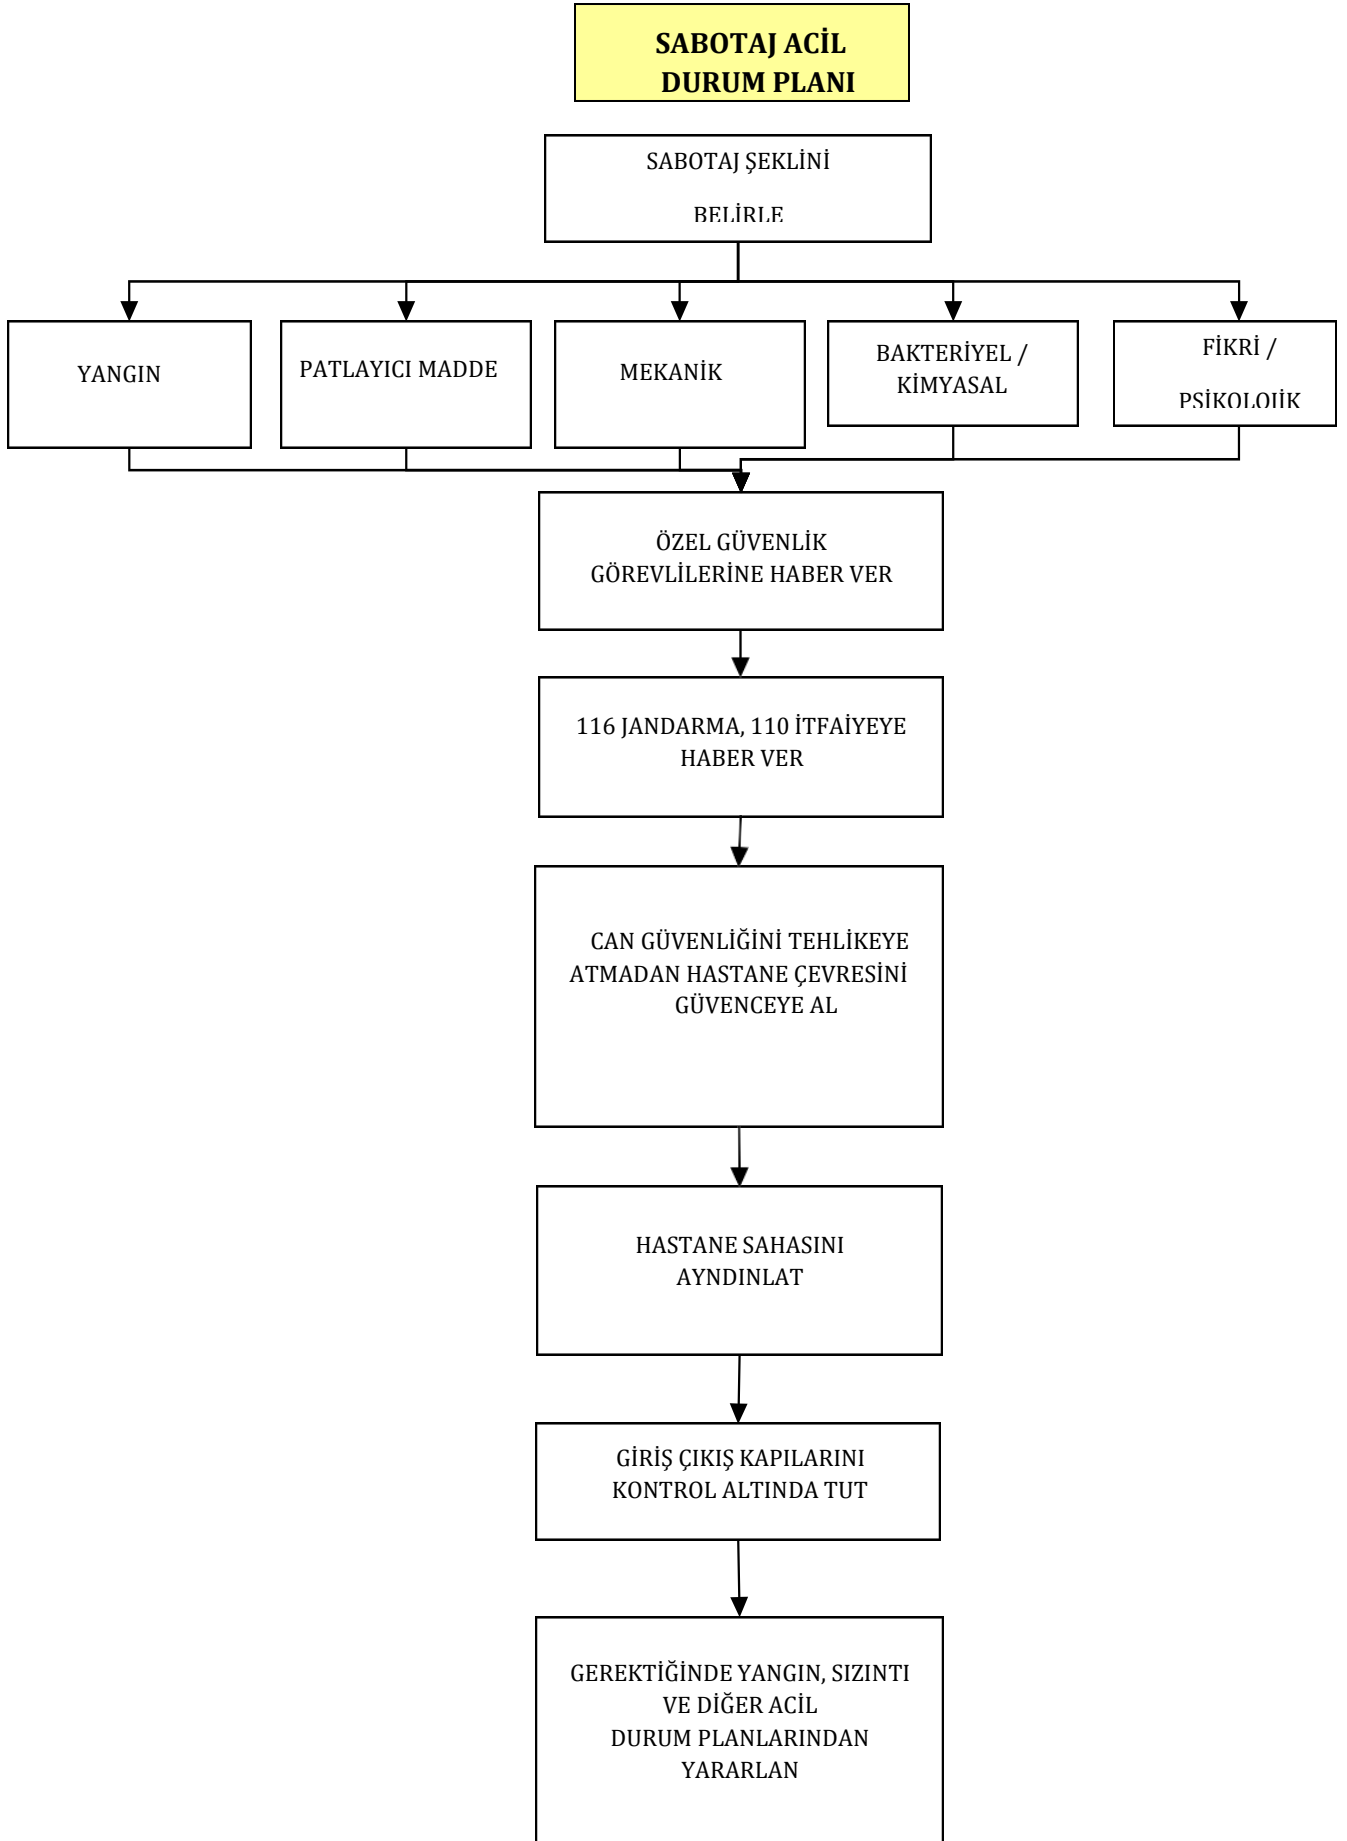 SABOTAJ ACİL
DURUM PLANI
SABOTAJ ŞEKLİNİ
BELİRLE
YANGIN
PATLAYICI MADDE
MEKANİK
BAKTERİYEL /
KİMYASAL
FİKRİ /
PSİKOLOJİK
ÖZEL GÜVENLİK
GÖREVLİLERİNE HABER VER
116 JANDARMA, 110 İTFAİYEYE
HABER VER
CAN GÜVENLİĞİNİ TEHLİKEYE
ATMADAN HASTANE ÇEVRESİNİ
GÜVENCEYE AL
HASTANE SAHASINI
AYNDINLAT
GİRİŞ ÇIKIŞ KAPILARINI
KONTROL ALTINDA TUT
GEREKTİĞİNDE YANGIN, SIZINTI
VE DİĞER ACİL
DURUM PLANLARINDAN
YARARLAN